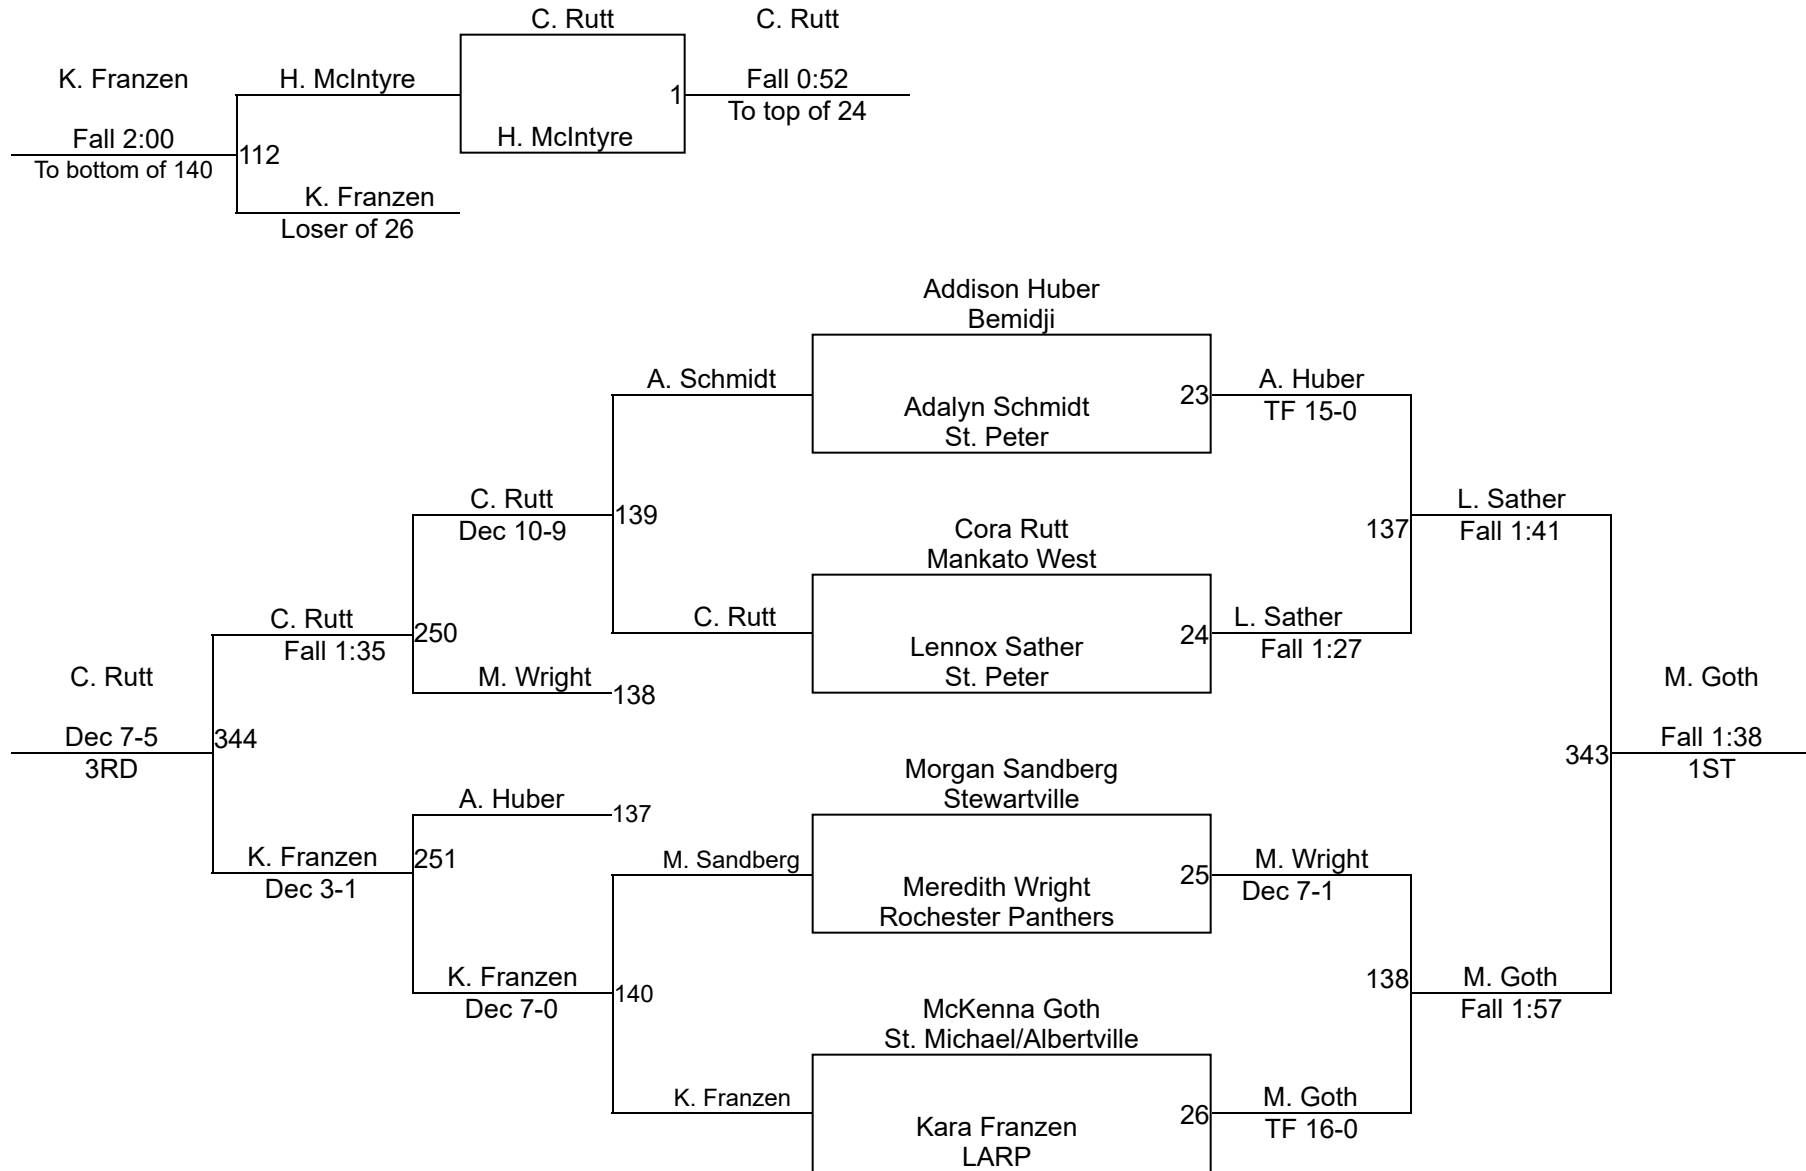 C. Rutt
C. Rutt
K. Franzen
H. McIntyre
1
Fall 0:52
To top of 24
Fall 2:00
H. McIntyre
112
To bottom of 140
K. Franzen
Loser of 26
Addison Huber
Bemidji
A. Schmidt
23
A. Huber
Adalyn Schmidt
TF 15-0
St. Peter
C. Rutt
139
L. Sather
Dec 10-9
Cora Rutt
137
Fall 1:41
Mankato West
C. Rutt
C. Rutt
24
L. Sather
Fall 1:35
250
Lennox Sather
Fall 1:27
C. Rutt
M. Wright
138
St. Peter
M. Goth
Dec 7-5
344
343
Fall 1:38
3RD
Morgan Sandberg
1ST
A. Huber
137
Stewartville
K. Franzen
251
M. Sandberg
25
M. Wright
Dec 3-1
Meredith Wright
Dec 7-1
Rochester Panthers
K. Franzen
140
138
M. Goth
Dec 7-0
McKenna Goth
Fall 1:57
St. Michael/Albertville
K. Franzen
26
M. Goth
Kara Franzen
TF 16-0
LARP